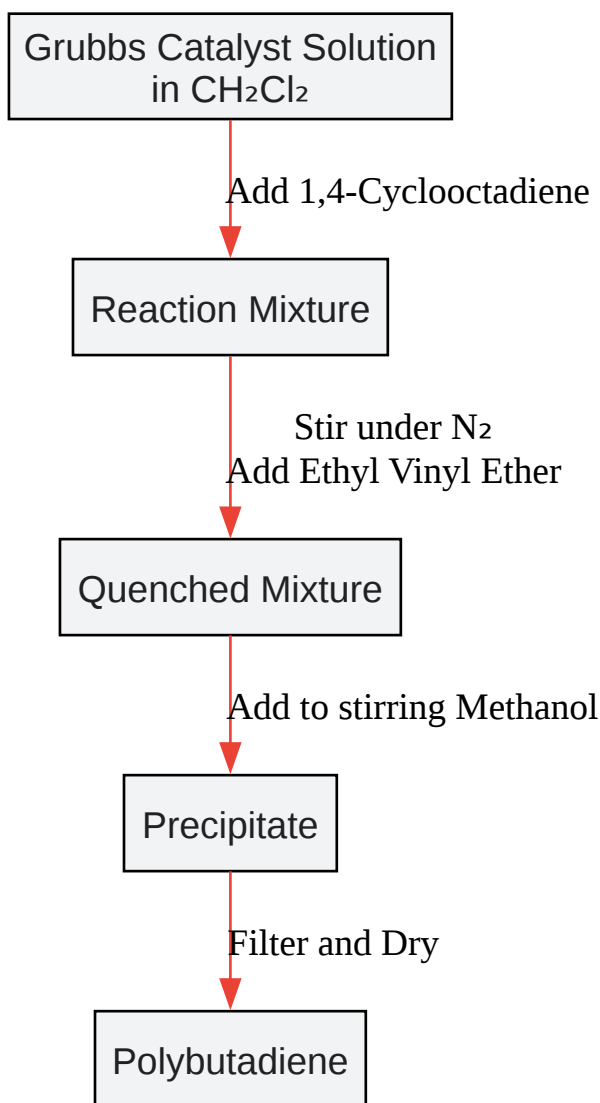 Grubbs Catalyst Solution
in CH₂Cl₂
Add 1,4-Cyclooctadiene
Reaction Mixture
Stir under N₂
Add Ethyl Vinyl Ether
Quenched Mixture
Add to stirring Methanol
Precipitate
Filter and Dry
Polybutadiene